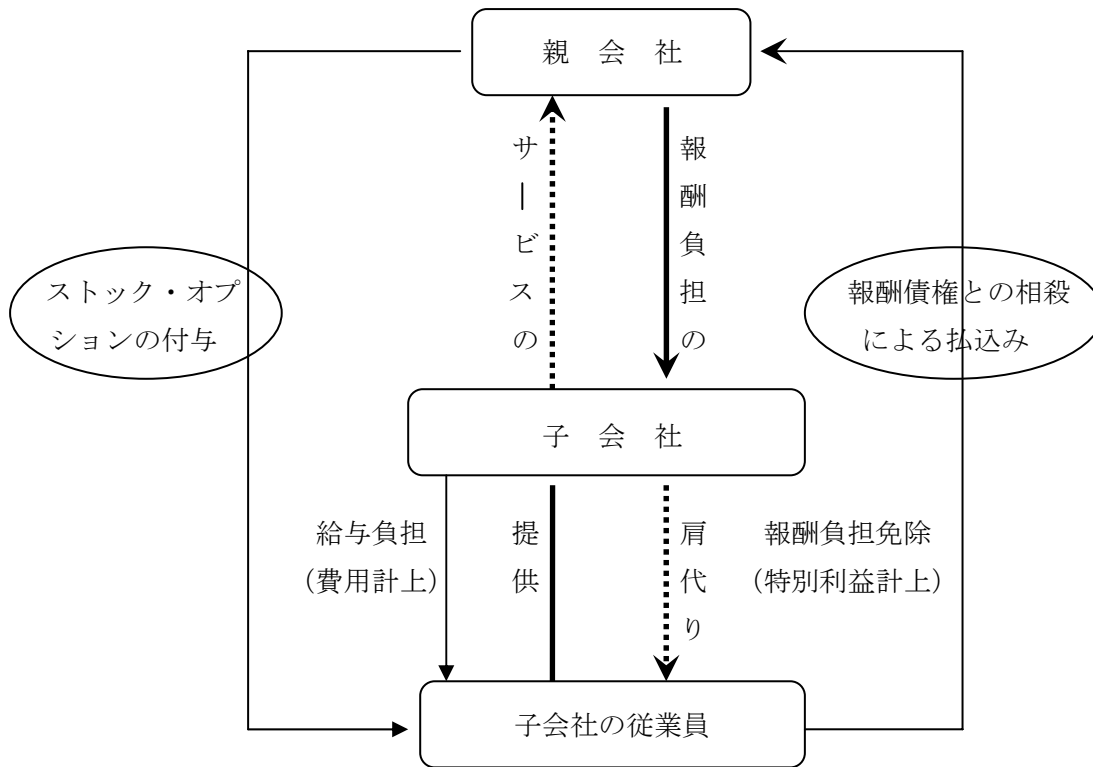 親　会　社
サービスの
報酬負担の
ストック・オプ
ションの付与
報酬債権との相殺
による払込み
子　会　社
給与負担
（費用計上）
提供
肩代り
報酬負担免除
（特別利益計上）
子会社の従業員